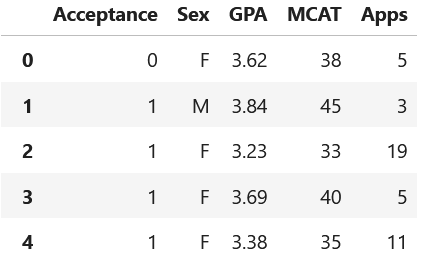 Acceptance Sex GPA MCAT Apps
0 0 F 3.62 38 5
1 1 M 3.84 45 3
2 1 F 3.23 33 19
3 1 F 3.69 40 5
4 1 F 3.38 35 11